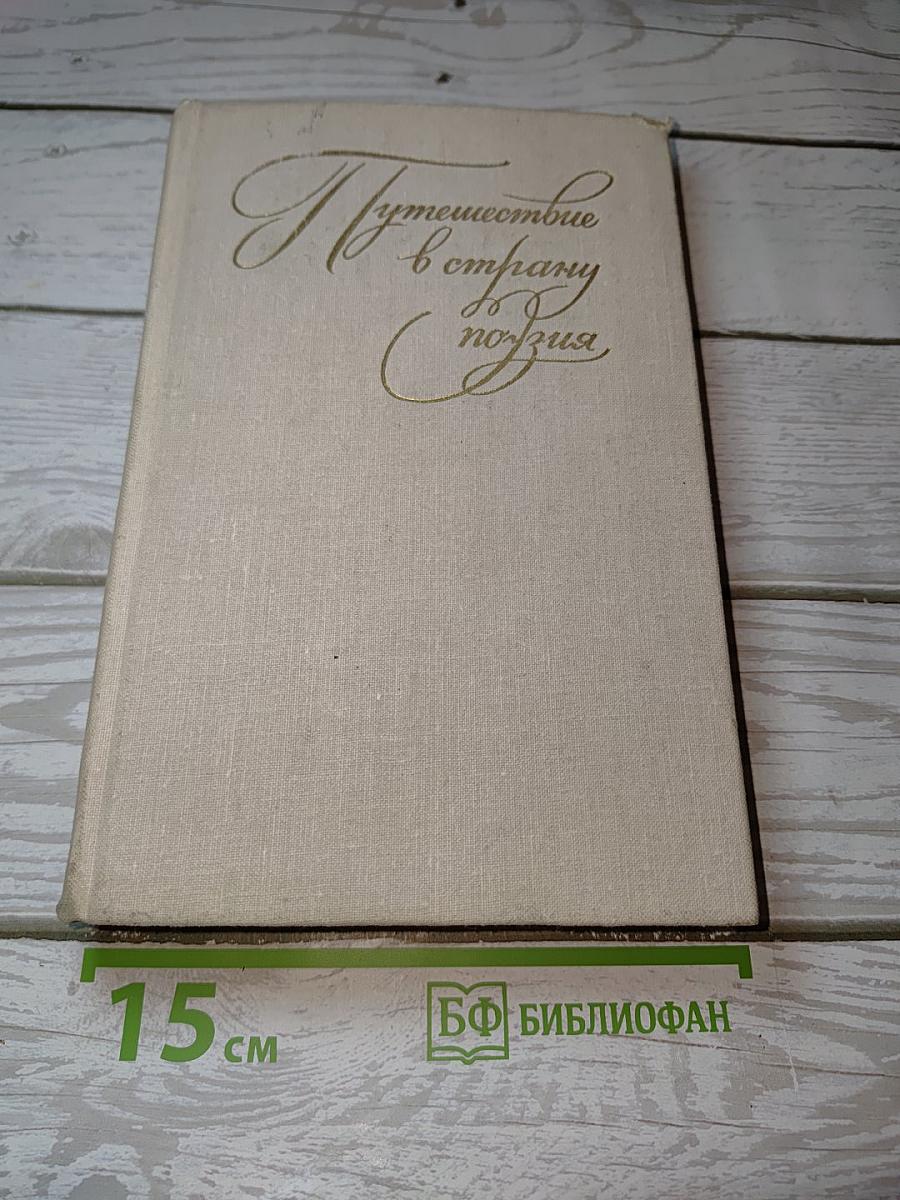 Путешествие
в страну
поэзия
15 см
БФ БИБЛИОФАН